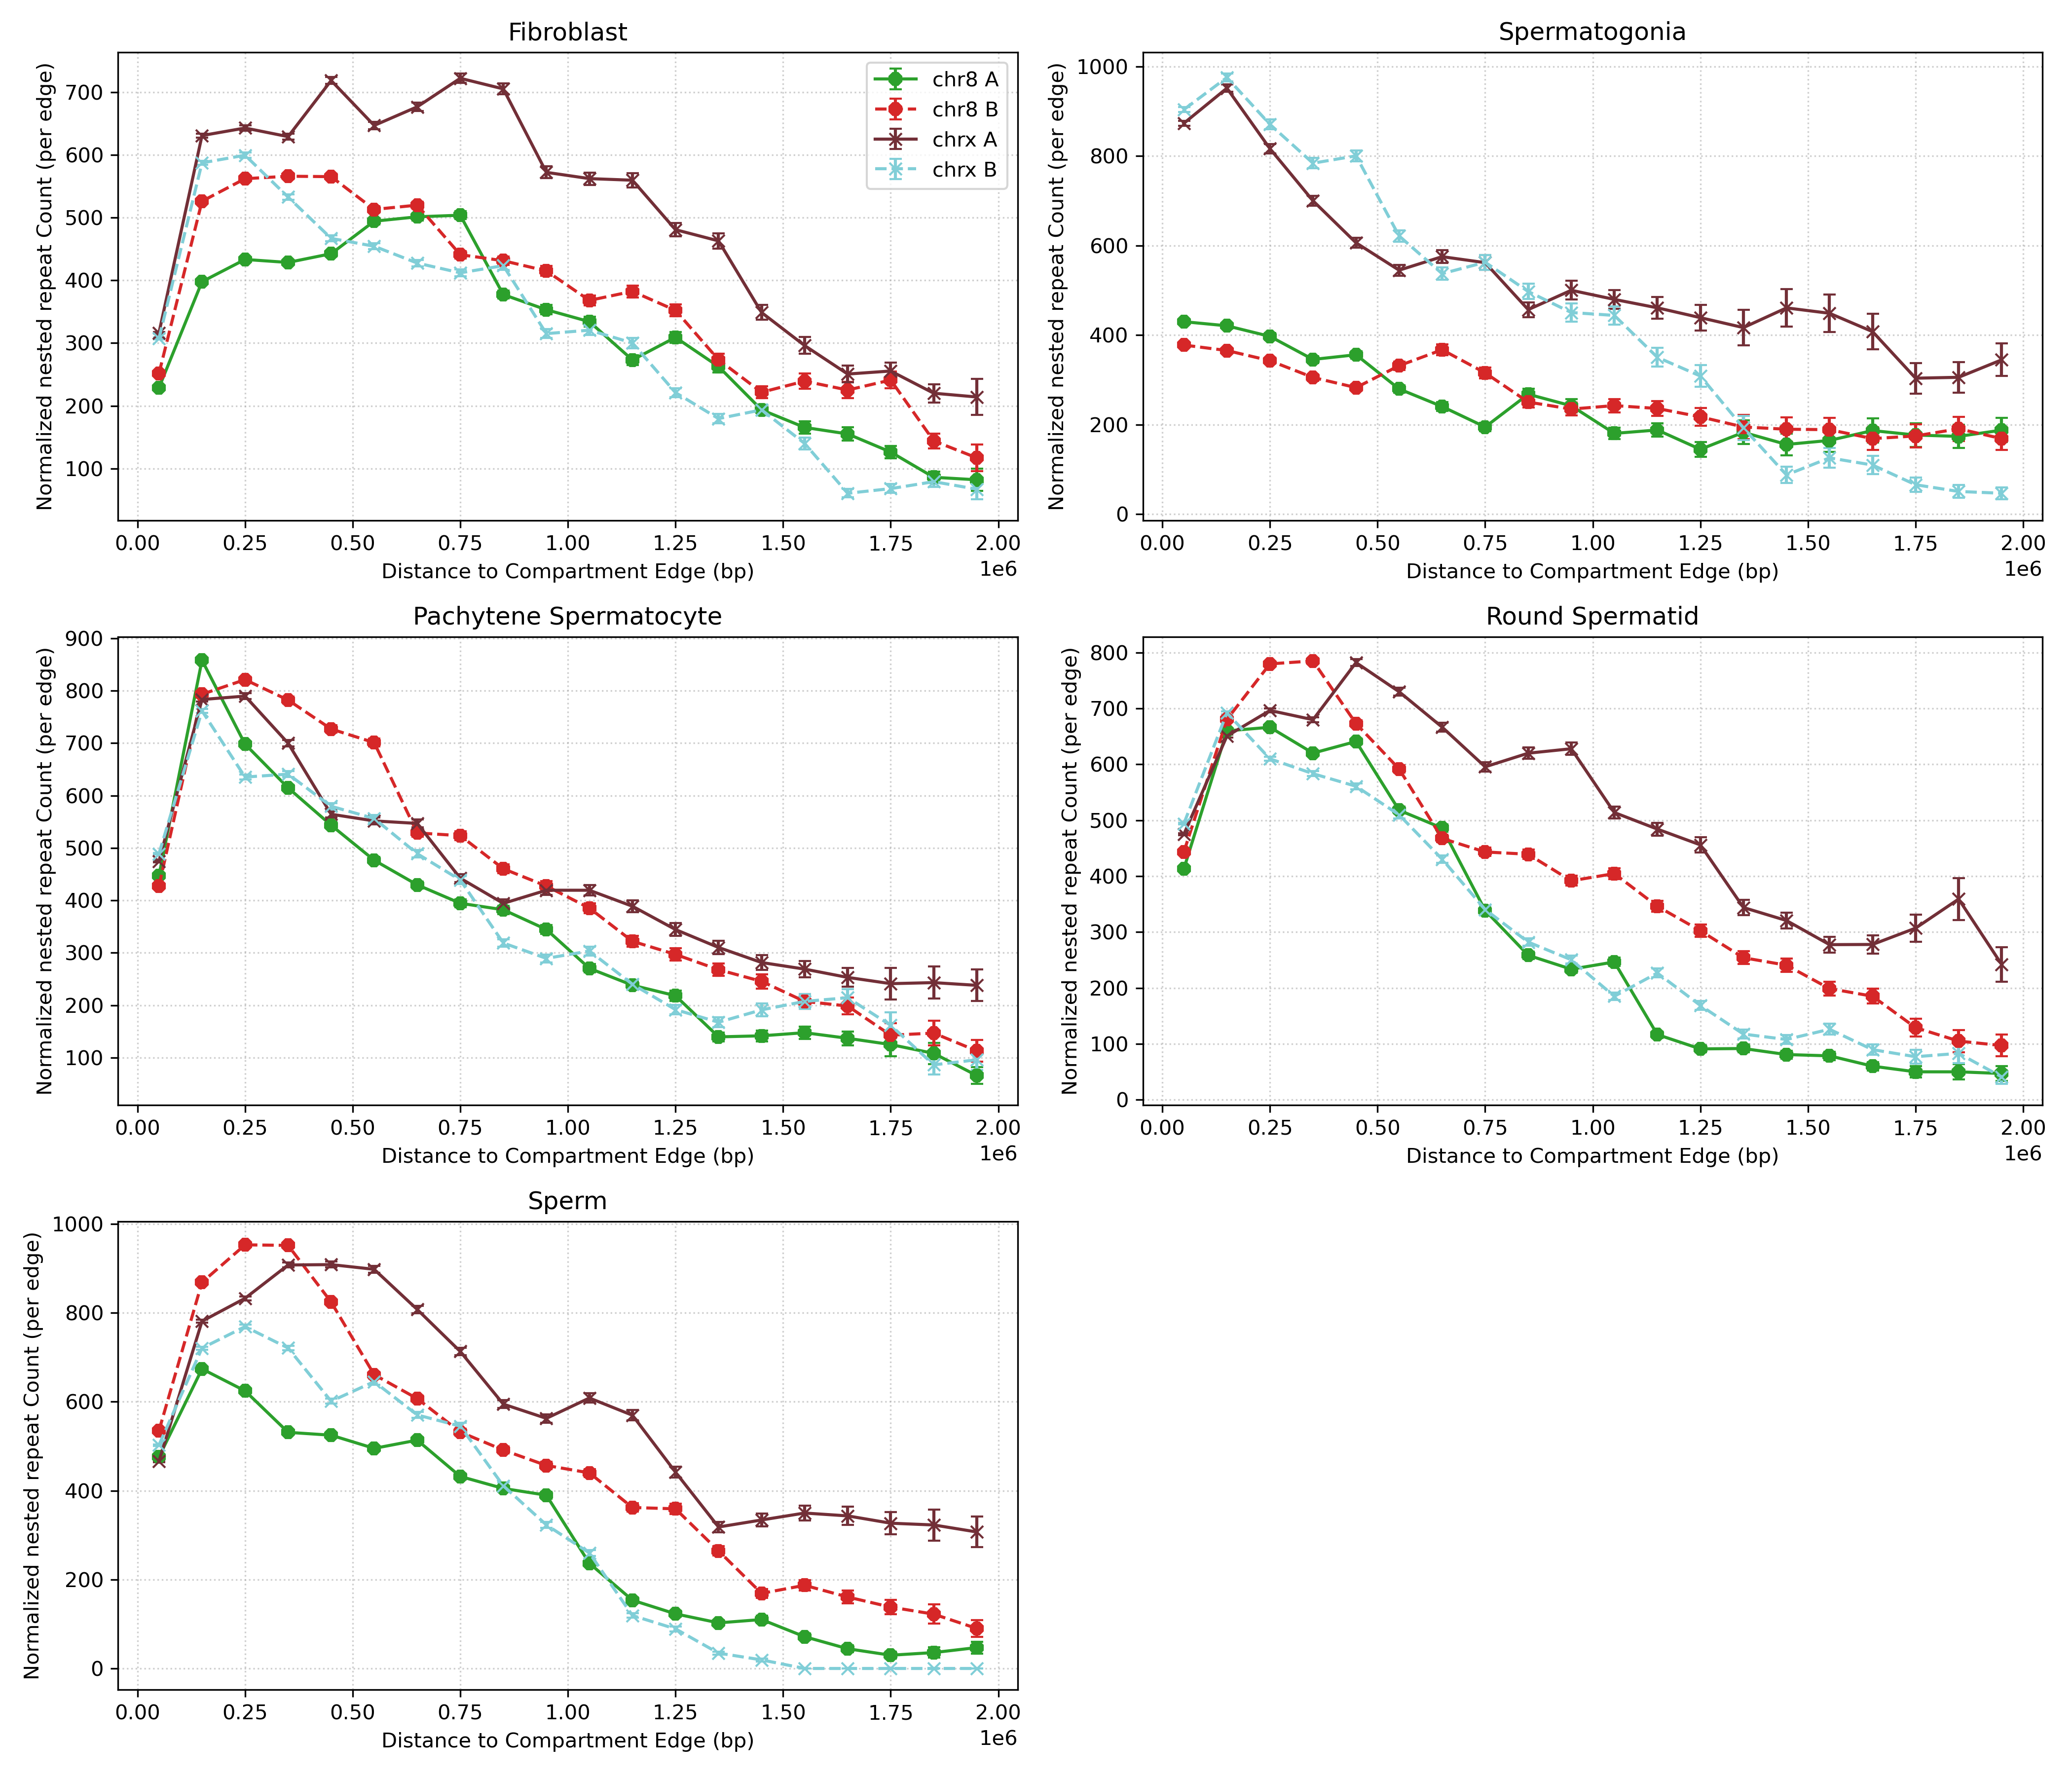 Fibroblast
Normalized nested repeat Count (per edge)
700
600
500
400
300
200
100
chr8 A
chr8 B
chrx A
chrx B
0.00 0.25 0.50 0.75 1.00 1.25 1.50 1.75 2.00
1e6
Distance to Compartment Edge (bp)
Spermatogonia
Normalized nested repeat Count (per edge)
1000
800
600
400
200
0
0.00 0.25 0.50 0.75 1.00 1.25 1.50 1.75 2.00
1e6
Distance to Compartment Edge (bp)
Pachytene Spermatocyte
Normalized nested repeat Count (per edge)
900
800
700
600
500
400
300
200
100
0.00 0.25 0.50 0.75 1.00 1.25 1.50 1.75 2.00
1e6
Distance to Compartment Edge (bp)
Round Spermatid
Normalized nested repeat Count (per edge)
800
700
600
500
400
300
200
100
0
0.00 0.25 0.50 0.75 1.00 1.25 1.50 1.75 2.00
1e6
Distance to Compartment Edge (bp)
Sperm
Normalized nested repeat Count (per edge)
1000
800
600
400
200
0
0.00 0.25 0.50 0.75 1.00 1.25 1.50 1.75 2.00
1e6
Distance to Compartment Edge (bp)